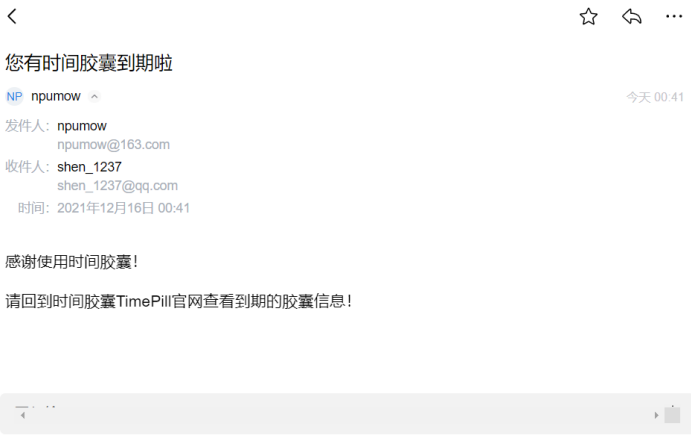 您有时间胶囊到期啦
NP npumow
今天 00:41
发件人： npumow
npumow@163.com
收件人： shen_1237
shen_1237@qq.com
时间： 2021年12月16日 00:41
感谢使用时间胶囊！
请回到时间胶囊TimePill官网查看到期的胶囊信息！